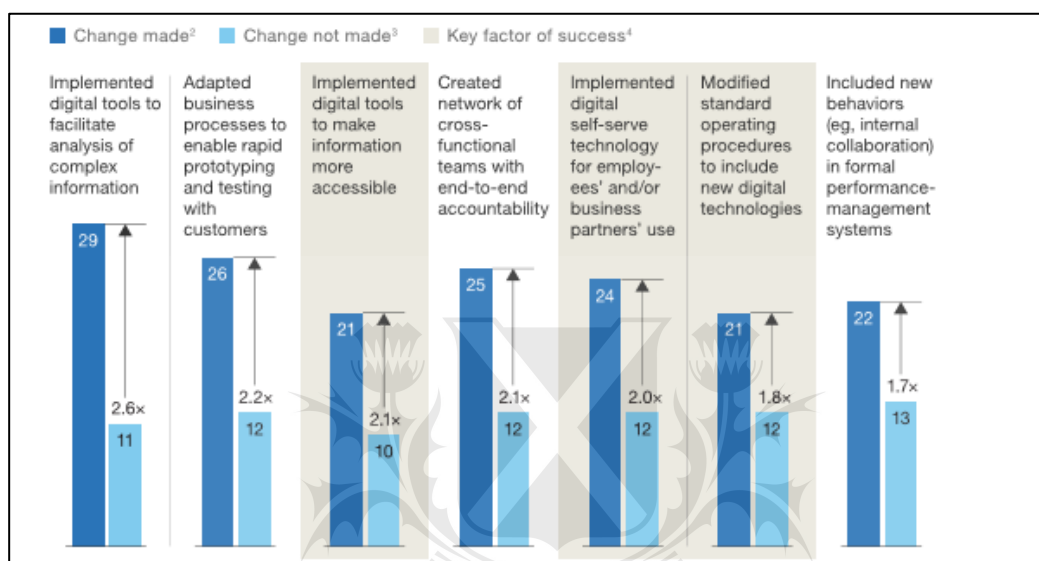 Change made²
Change not made³
Key factor of success⁴
Implemented
digital tools to
facilitate
analysis of
complex
information
Adapted
business
processes to
enable rapid
prototyping
and testing
with
customers
Implemented
digital tools
to make
information
more
accessible
Created
network of
cross-
functional
teams with
end-to-end
accountability
Implemented
digital
self-serve
technology
for employ-
ees' and/or
business
partners' use
Modified
standard
operating
procedures
to include
new digital
technologies
Included new
behaviors
(eg, internal
collaboration)
in formal
performance-
management
systems
29
2.6×
11
26
2.2×
12
21
2.1×
10
25
2.1×
12
24
2.0×
12
21
1.8×
12
22
1.7×
13